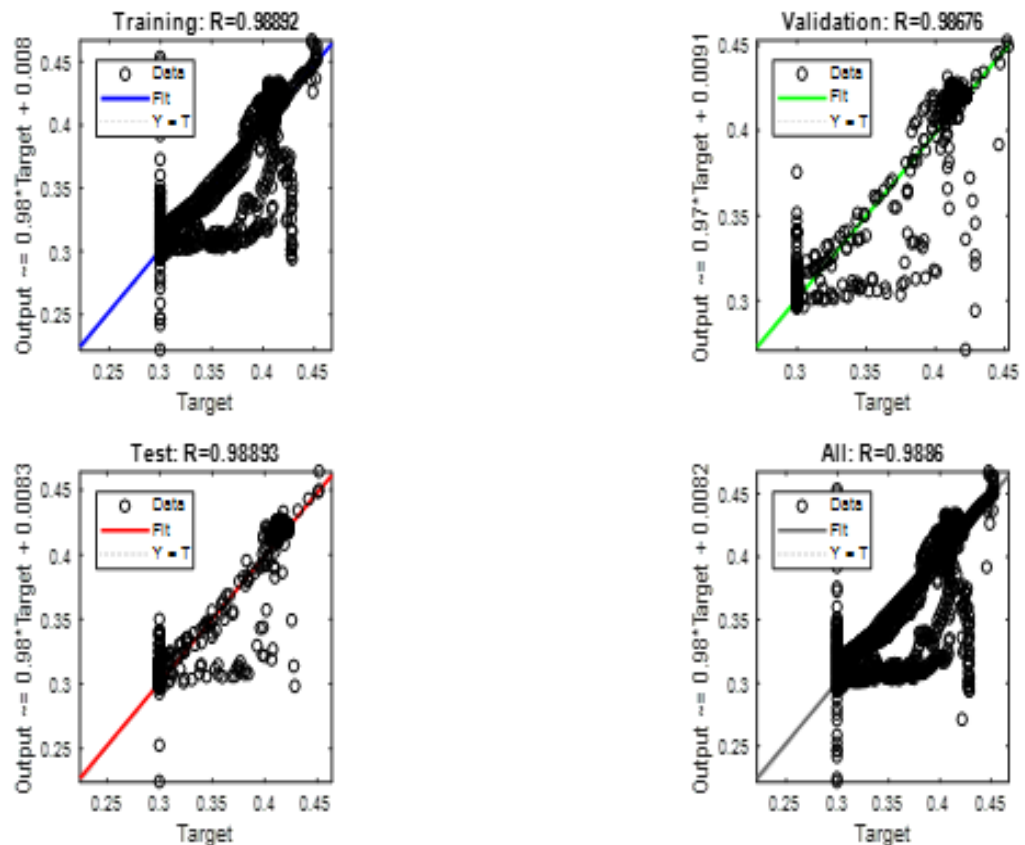 Training: R=0.98892
Output ~= 0.98*Target + 0.008
0.45
0.4
0.35
0.3
0.25
Data
Fit
Y = T
0.25 0.3 0.35 0.4 0.45
Target
Validation: R=0.98676
Output ~= 0.97*Target + 0.0091
0.45
0.4
0.35
0.3
Data
Fit
Y = T
0.3 0.35 0.4 0.45
Target
Test: R=0.98893
Output ~= 0.98*Target + 0.0083
0.45
0.4
0.35
0.3
0.25
Data
Fit
Y = T
0.25 0.3 0.35 0.4 0.45
Target
All: R=0.9886
Output ~= 0.98*Target + 0.0082
0.45
0.4
0.35
0.3
0.25
Data
Fit
Y = T
0.25 0.3 0.35 0.4 0.45
Target